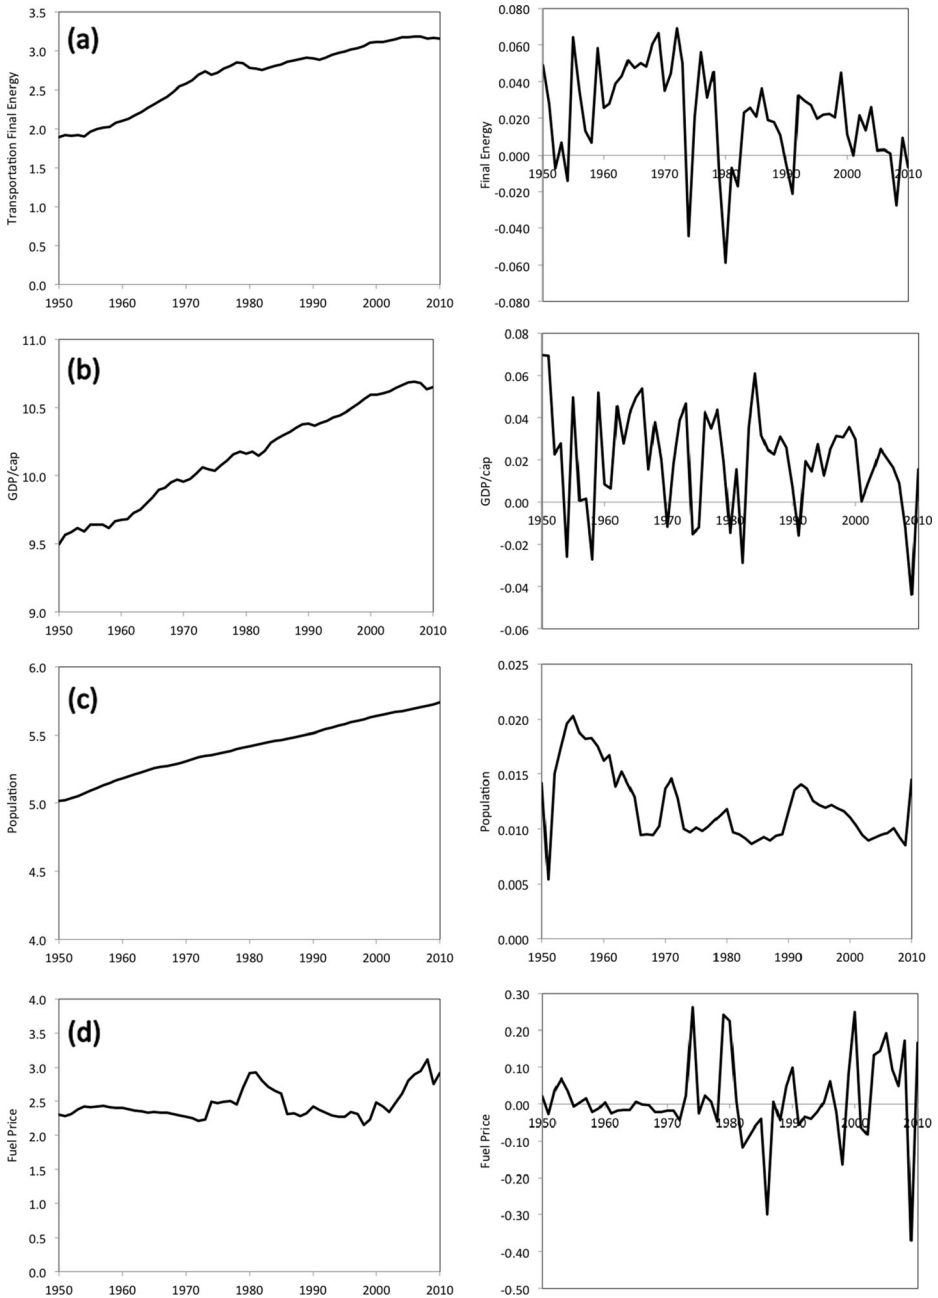 (a)
Transportation Final Energy
3.5
3.0
2.5
2.0
1.5
1.0
0.5
0.0
1950 1960 1970 1980 1990 2000 2010
Final Energy
0.080
0.060
0.040
0.020
0.000
-0.020
-0.040
-0.060
-0.080
1950 1960 1970 1980 1990 2000 2010
(b)
GDP/cap
11.0
10.5
10.0
9.5
9.0
1950 1960 1970 1980 1990 2000 2010
GDP/cap
0.08
0.06
0.04
0.02
0.00
-0.02
-0.04
-0.06
1950 1960 1970 1980 1990 2000 2010
(c)
Population
6.0
5.5
5.0
4.5
4.0
1950 1960 1970 1980 1990 2000 2010
Population
0.025
0.020
0.015
0.010
0.005
0.000
1950 1960 1970 1980 1990 2000 2010
(d)
Fuel Price
4.0
3.5
3.0
2.5
2.0
1.5
1.0
0.5
0.0
1950 1960 1970 1980 1990 2000 2010
Fuel Price
0.30
0.20
0.10
0.00
-0.10
-0.20
-0.30
-0.40
-0.50
1950 1960 1970 1980 1990 2000 2010